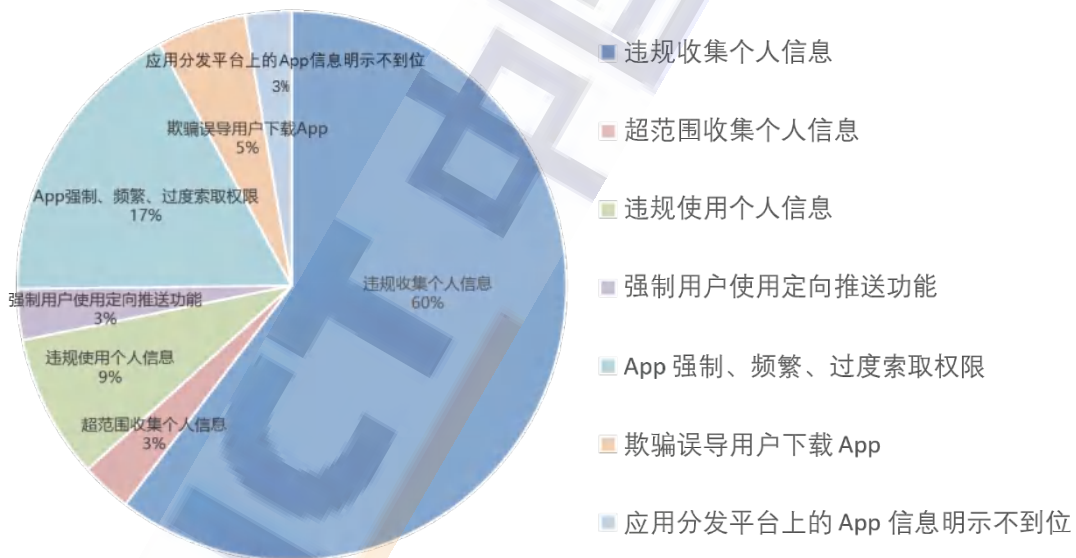 应用分发平台上的App信息明示不到位
3%
欺骗误导用户下载App
5%
App强制、频繁、过度索取权限
17%
违规收集个人信息
60%
强制用户使用定向推送功能
3%
违规使用个人信息
9%
超范围收集个人信息
3%
违规收集个人信息
超范围收集个人信息
违规使用个人信息
强制用户使用定向推送功能
App 强制、频繁、过度索取权限
欺骗误导用户下载 App
应用分发平台上的 App 信息明示不到位